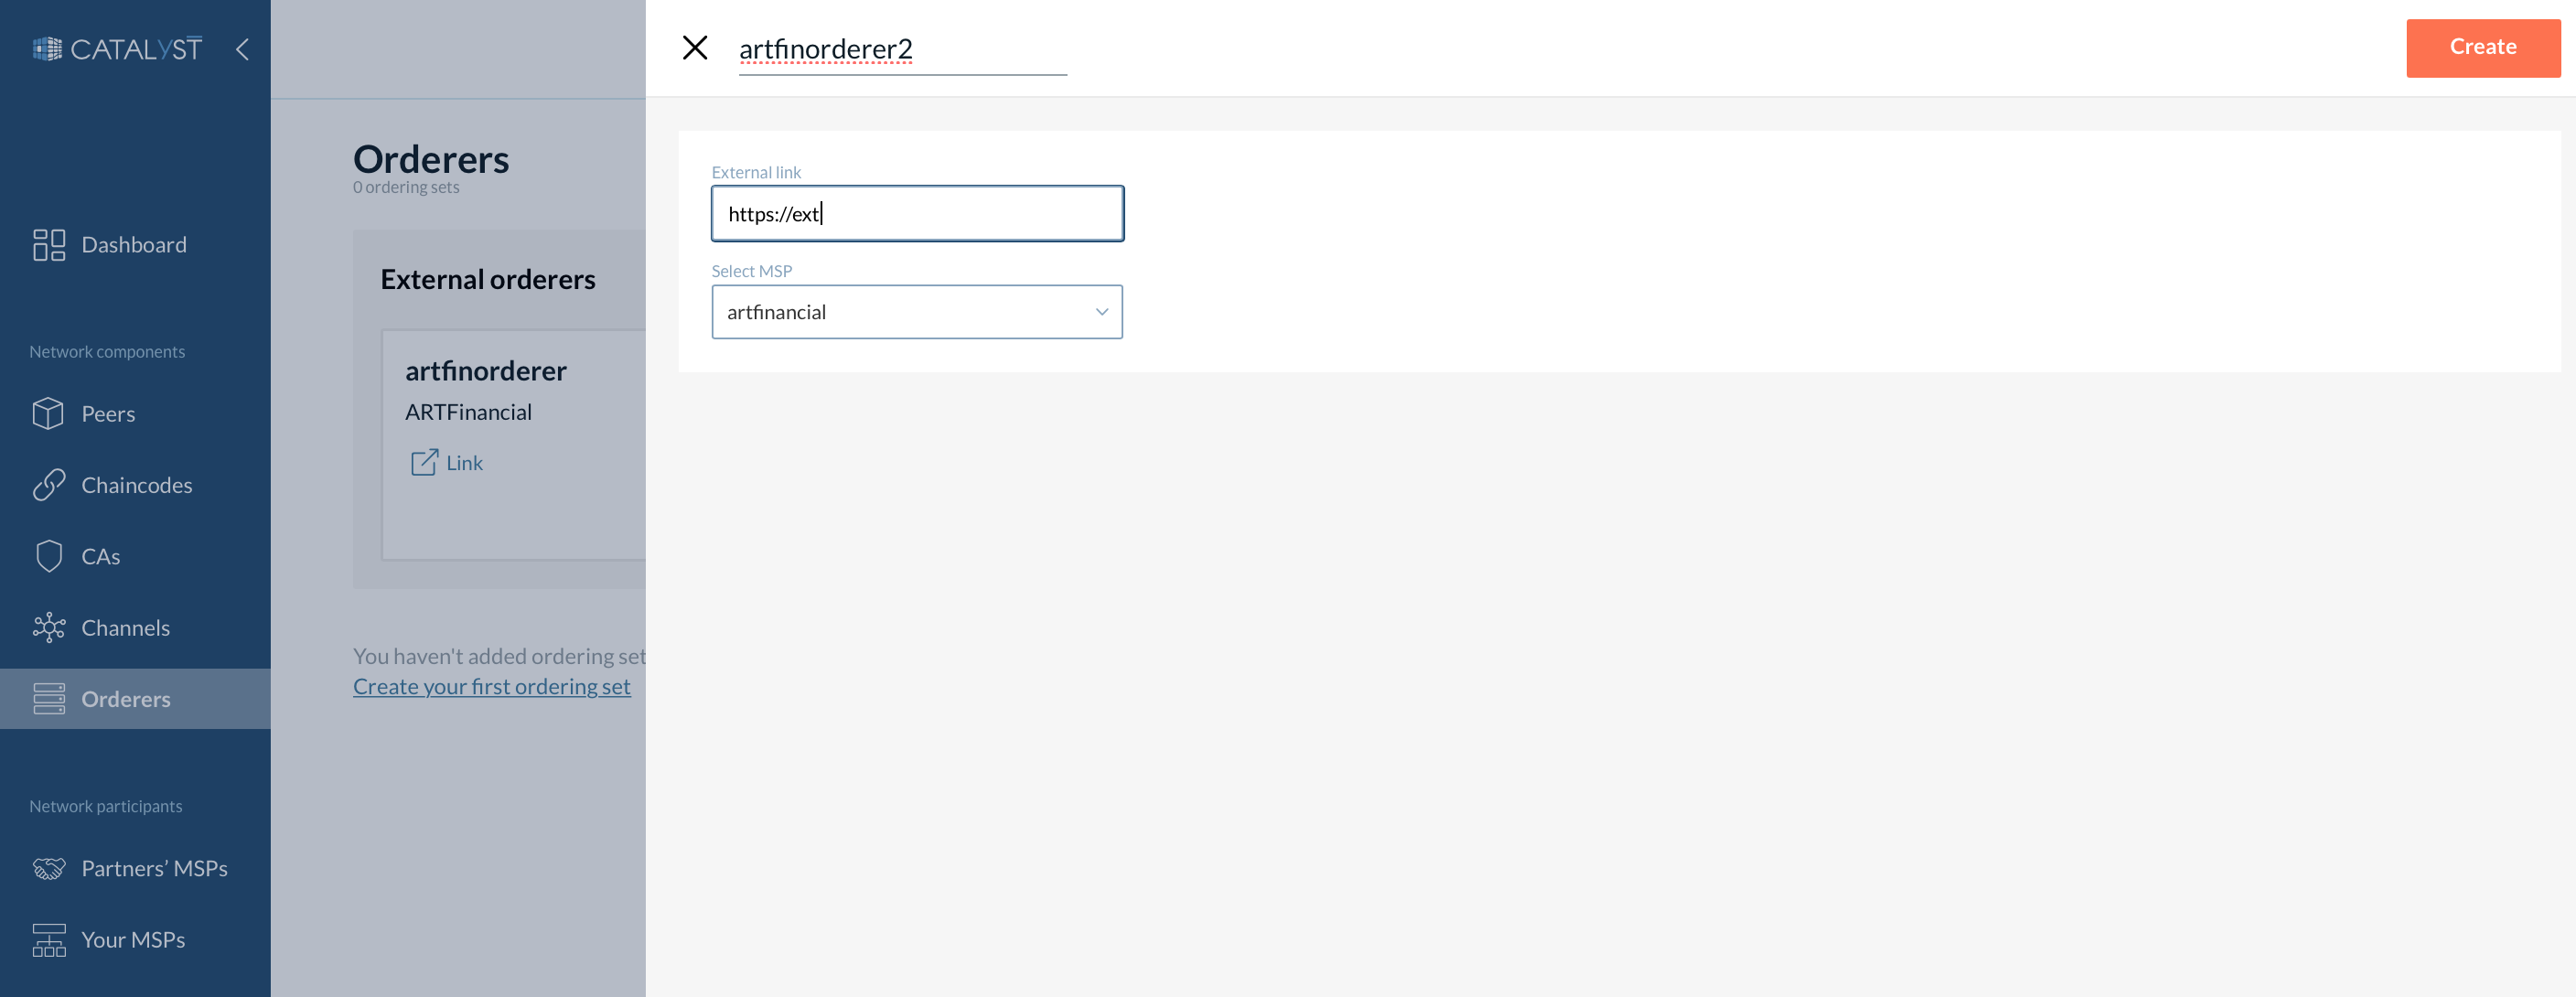 CATALYST
Dashboard
Network components
Peers
Chaincodes
CAs
Channels
Orderers
Network participants
Partners’ MSPs
Your MSPs
Orderers
0 ordering sets
External orderers
artfinorderer
ARTFinancial
Link
You haven't added ordering set
Create your first ordering set
artfinorderer2
Create
External link
https://ext
Select MSP
artfinancial